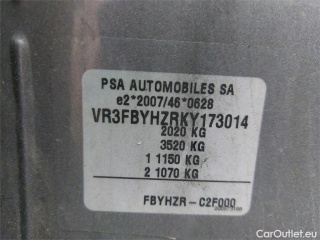 PSA AUTOMOBILES SA
e2*2007/46*0628
VR3FBYHZRKY173014
2020 KG
3520 KG
1 1150 KG
2 1070 KG
FBYHZR - C2F000
CarOutlet.eu